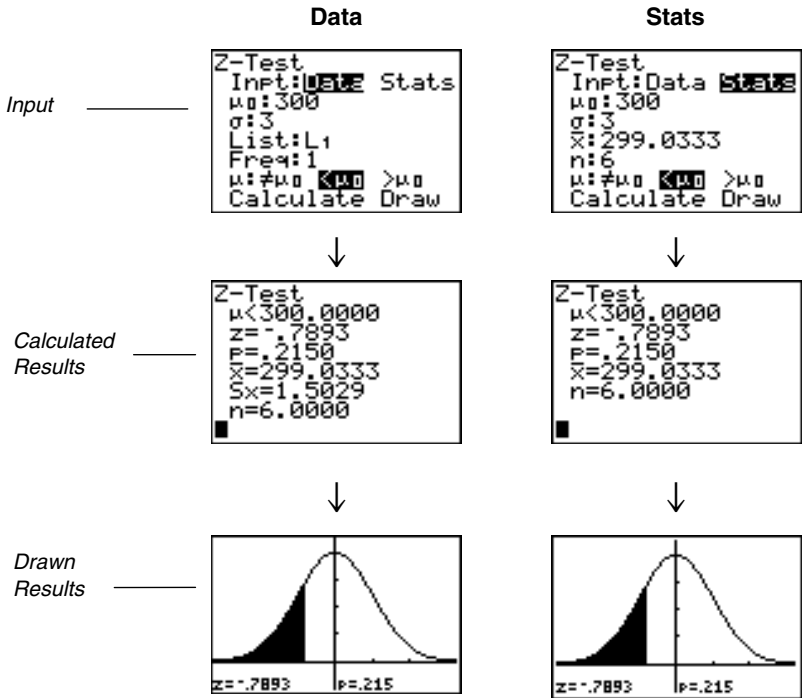 Data
Stats
Input
Z-Test
Inpt:Data Stats
μ0:300
σ:3
List:L1
Freq:1
μ:≠μ0 <μ0 >μ0
Calculate Draw
Z-Test
Inpt:Data Stats
μ0:300
σ:3
x̄:299.0333
n:6
μ:≠μ0 <μ0 >μ0
Calculate Draw
↓
↓
Calculated
Results
Z-Test
μ<300.0000
z=-.7893
p=.2150
x̄=299.0333
Sx=1.5029
n=6.0000
Z-Test
μ<300.0000
z=-.7893
p=.2150
x̄=299.0333
n=6.0000
↓
↓
Drawn
Results
z=-.7893 p=.215
z=-.7893 p=.215